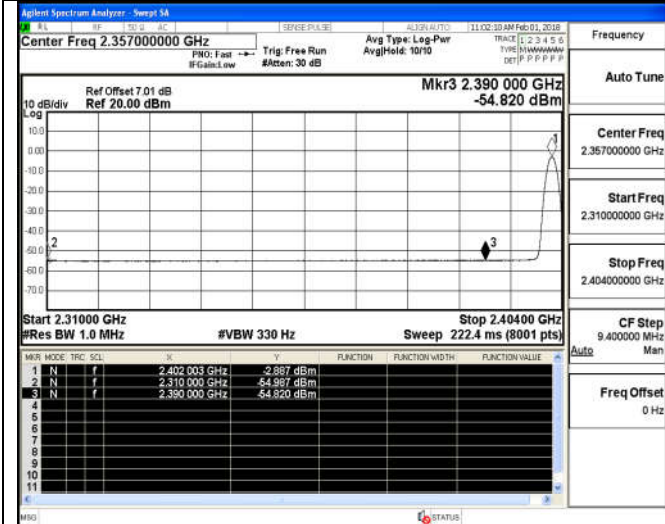 Agilent Spectrum Analyzer - Swept SA
RL RF 50 Ω AC SENSE:PULSE ALIGN AUTO 11:02:10 AM Feb 01, 2018
Center Freq 2.357000000 GHz
PNO: Fast
IFGain:Low
Trig: Free Run
#Atten: 30 dB
Avg Type: Log-Pwr
Avg|Hold: 10/10
TRACE 1 2 3 4 5 6
TYPE MWWWWW
DET P P P P P P
Ref Offset 7.01 dB
Ref 20.00 dBm
10 dB/div
Log
Mkr3 2.390 000 GHz
-54.820 dBm
10.0
0.00
-10.0
-20.0
-30.0
-40.0
-50.0
-60.0
-70.0
1
2
3
Start 2.31000 GHz
Stop 2.40400 GHz
#Res BW 1.0 MHz
#VBW 330 Hz
Sweep 222.4 ms (8001 pts)
MKR MODE TRC SCL X Y FUNCTION FUNCTION WIDTH FUNCTION VALUE
1 N f 2.402 003 GHz -2.887 dBm
2 N f 2.310 000 GHz -54.987 dBm
3 N f 2.390 000 GHz -54.820 dBm
4
5
6
7
8
9
10
11
MSG
STATUS
Frequency
Auto Tune
Center Freq
2.357000000 GHz
Start Freq
2.310000000 GHz
Stop Freq
2.404000000 GHz
CF Step
9.400000 MHz
Auto Man
Freq Offset
0 Hz